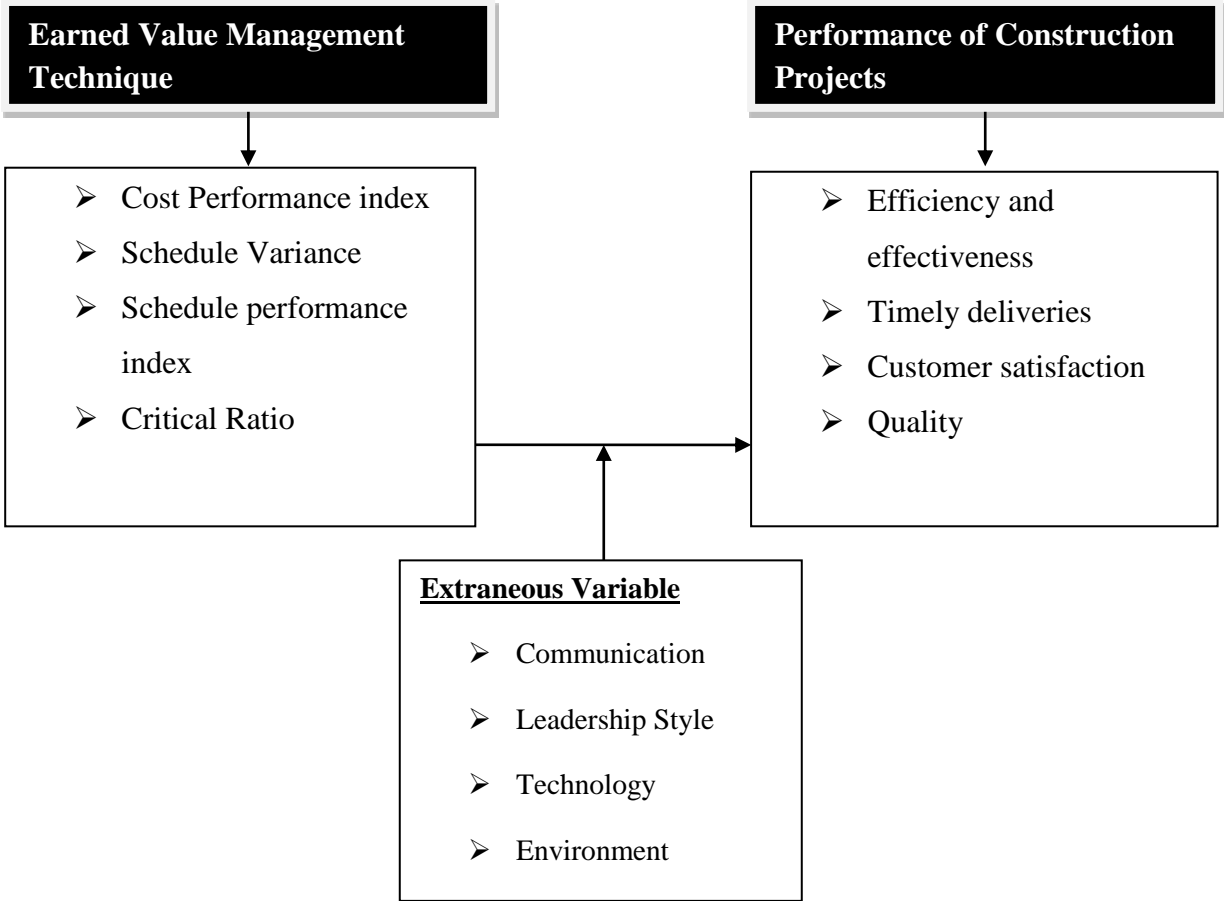 Earned Value Management
Technique
Performance of Construction
Projects
➢ Cost Performance index
➢ Schedule Variance
➢ Schedule performance
index
➢ Critical Ratio
➢ Efficiency and
effectiveness
➢ Timely deliveries
➢ Customer satisfaction
➢ Quality
Extraneous Variable
➢ Communication
➢ Leadership Style
➢ Technology
➢ Environment